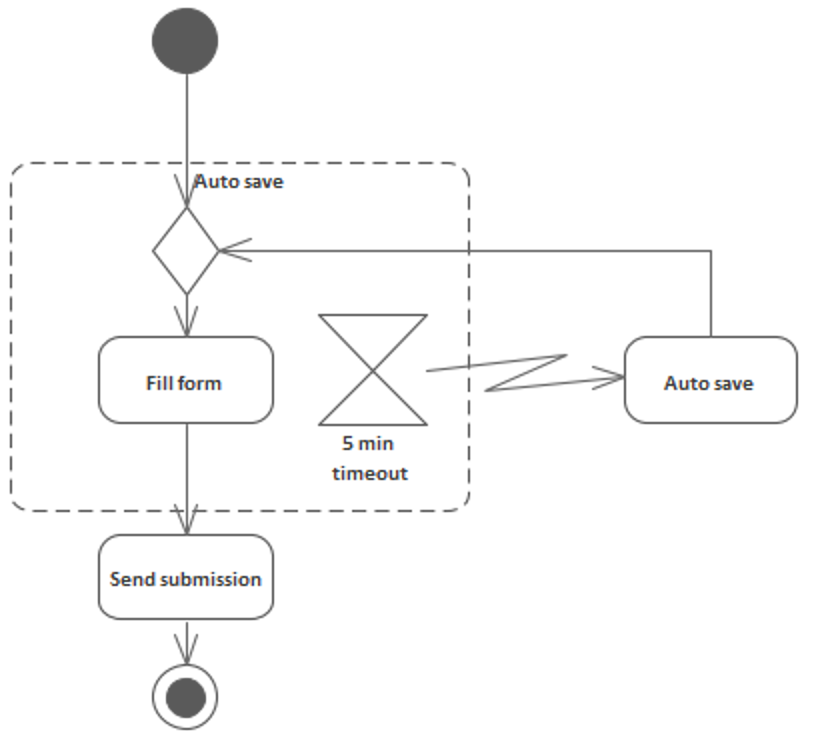 Auto save
Fill form
Auto save
5 min
timeout
Send submission